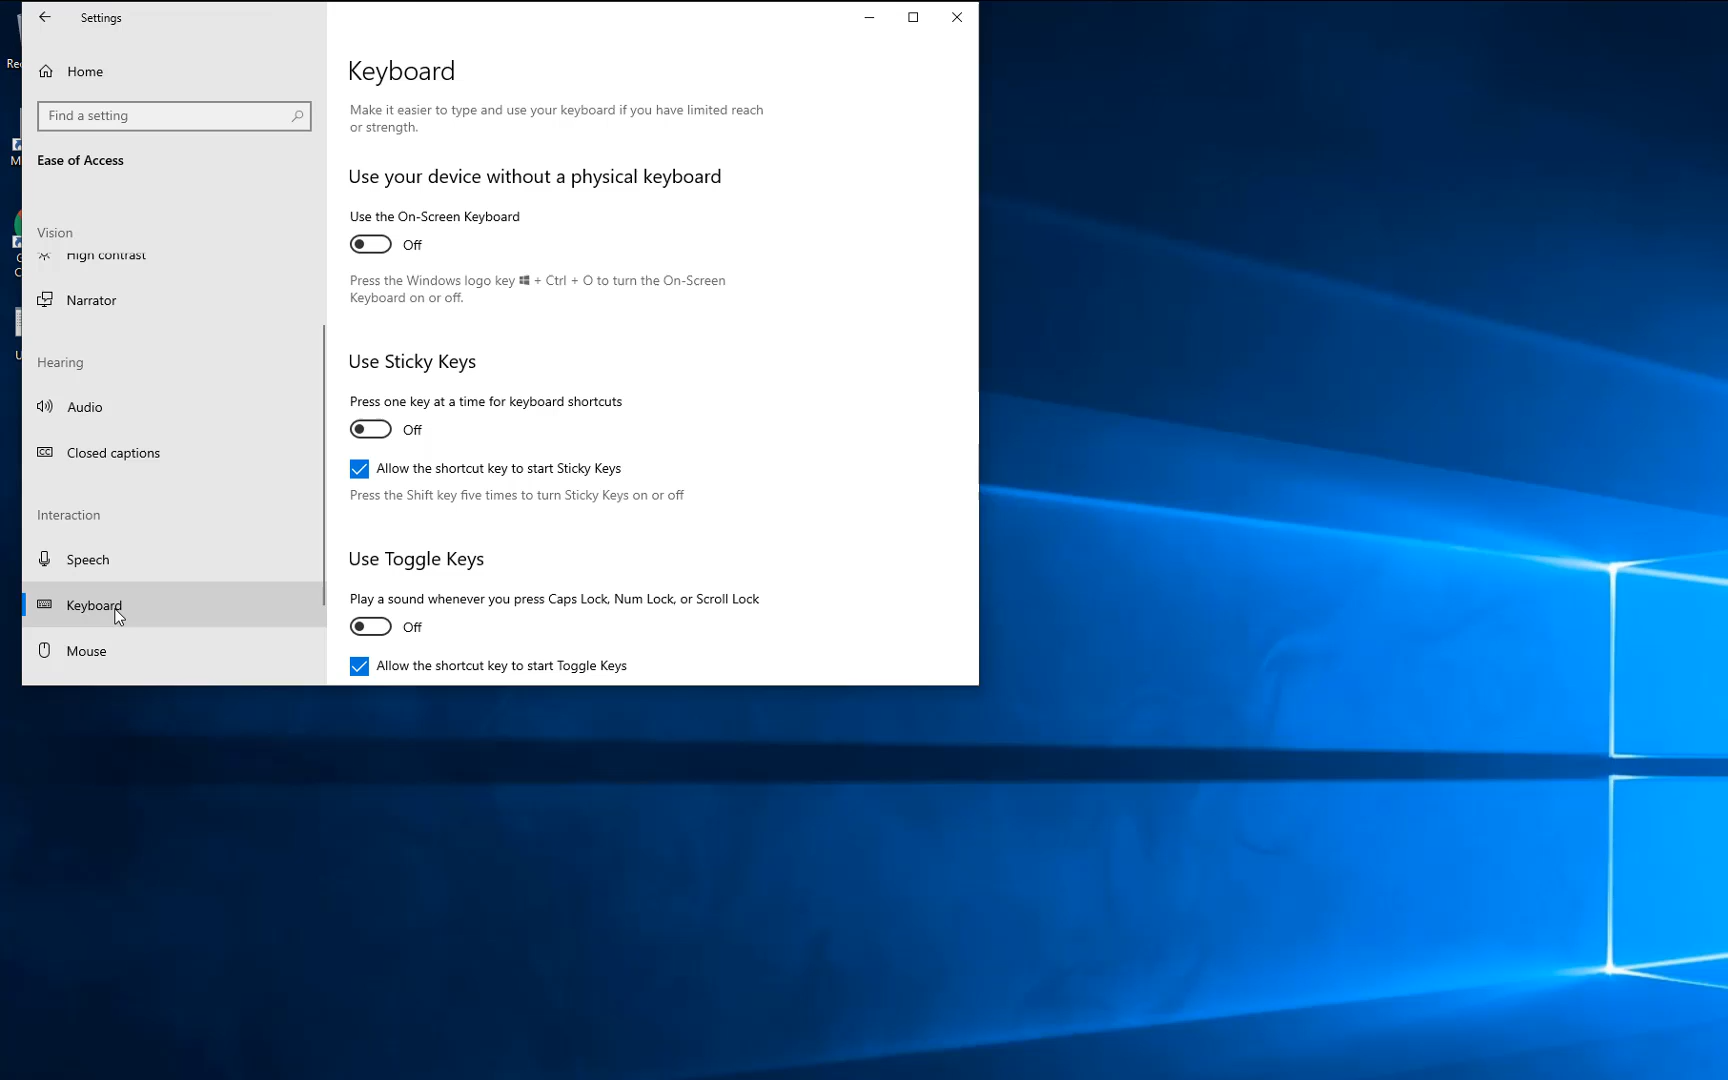 Settings
Home
Find a setting
Ease of Access
Vision
High contrast
Narrator
Hearing
Audio
Closed captions
Interaction
Speech
Keyboard
Mouse
Keyboard
Make it easier to type and use your keyboard if you have limited reach
or strength.
Use your device without a physical keyboard
Use the On-Screen Keyboard
Off
Press the Windows logo key + Ctrl + O to turn the On-Screen
Keyboard on or off.
Use Sticky Keys
Press one key at a time for keyboard shortcuts
Off
Allow the shortcut key to start Sticky Keys
Press the Shift key five times to turn Sticky Keys on or off
Use Toggle Keys
Play a sound whenever you press Caps Lock, Num Lock, or Scroll Lock
Off
Allow the shortcut key to start Toggle Keys